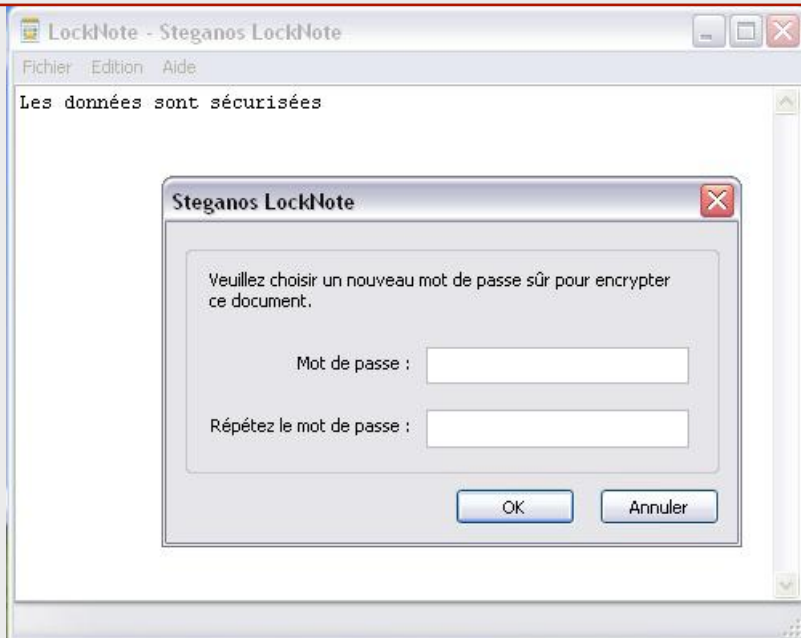 LockNote - Steganos LockNote
Fichier Edition Aide
Les données sont sécurisées
Steganos LockNote
Veuillez choisir un nouveau mot de passe sûr pour encrypter
ce document.
Mot de passe :
Répétez le mot de passe :
OK Annuler